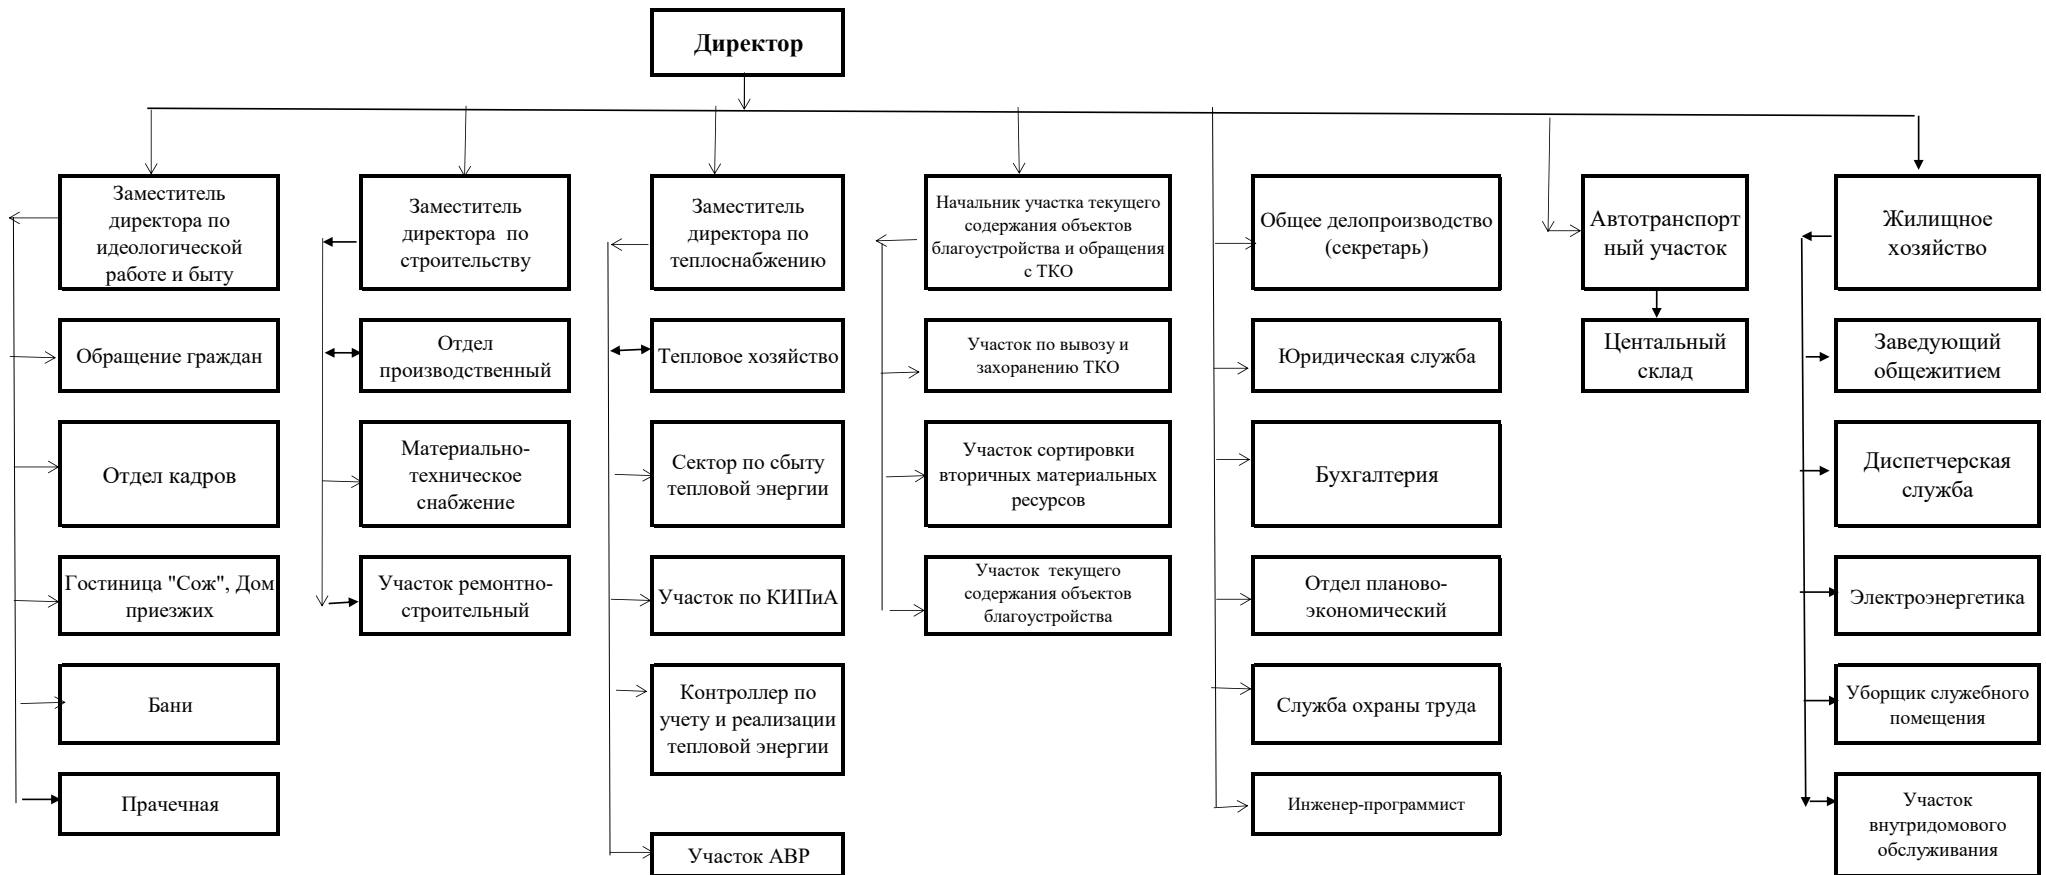 Директор
Заместитель
директора по
идеологической
работе и быту
Обращение граждан
Отдел кадров
Гостиница "Сож", Дом
приезжих
Бани
Прачечная
Заместитель
директора по
строительству
Отдел
производственный
Материально-
техническое
снабжение
Участок ремонтно-
строительный
Заместитель
директора по
теплоснабжению
Тепловое хозяйство
Сектор по сбыту
тепловой энергии
Участок по КИПиА
Контроллер по
учету и реализации
тепловой энергии
Участок АВР
Начальник участка текущего
содержания объектов
благоустройства и обращения
с ТКО
Участок по вывозу и
захоранению ТКО
Участок сортировки
вторичных материальных
ресурсов
Участок текущего
содержания объектов
благоустройства
Общее делопроизводство
(секретарь)
Юридическая служба
Бухгалтерия
Отдел планово-
экономический
Служба охраны труда
Инженер-программист
Автотранспорт
ный участок
Центальный
склад
Жилищное
хозяйство
Заведующий
общежитием
Диспетчерская
служба
Электроэнергетика
Уборщик служебного
помещения
Участок
внутридомового
обслуживания